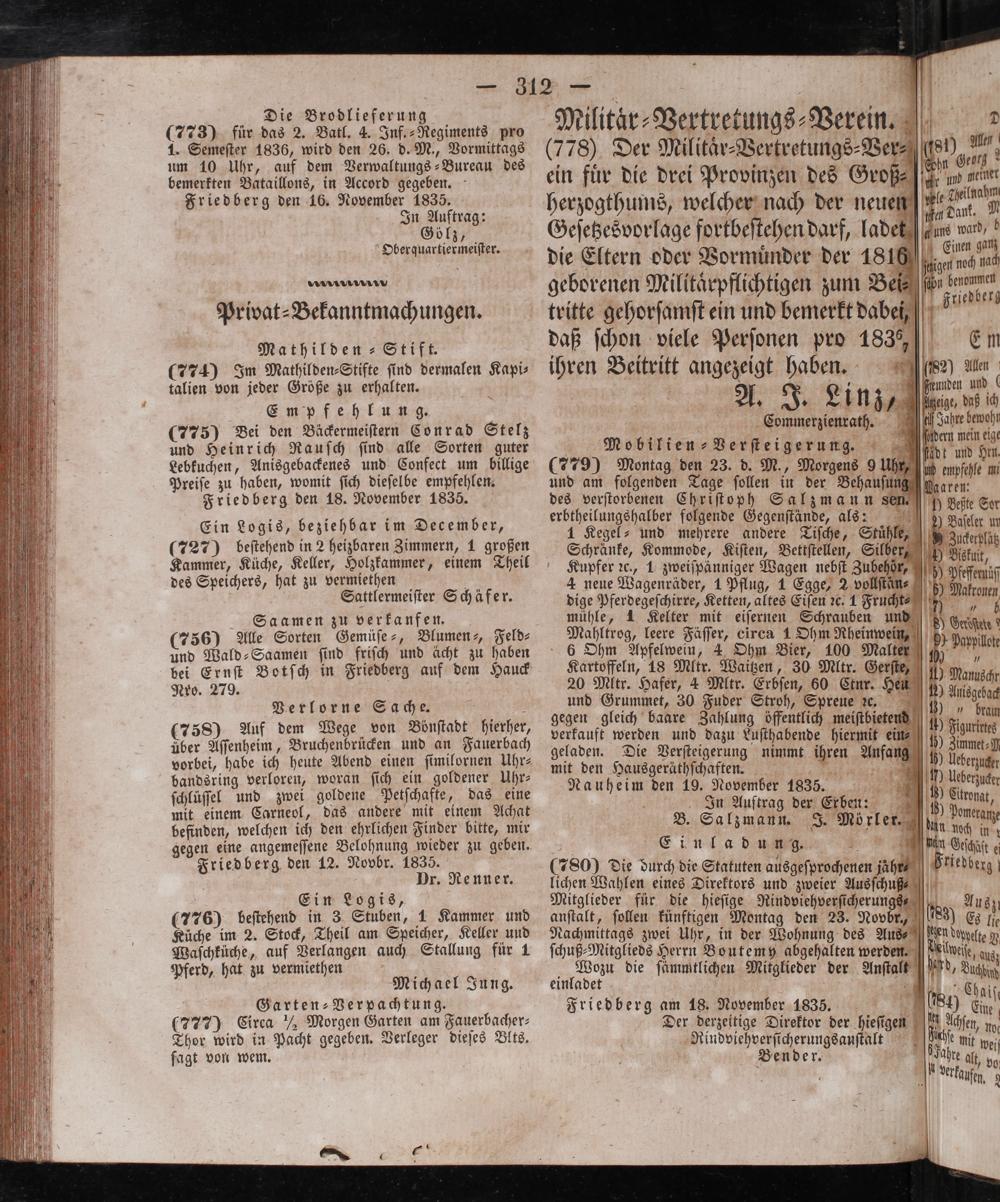 — 312 —
Die Brodlieferung
(773) für das 2. Batl. 4. Inf.=Regiments pro
1. Semeſter 1836, wird den 26. d. M., Vormittags
um 10 Uhr, auf dem Verwaltungs=Bureau des
bemerkten Bataillons, in Accord gegeben.
Friedberg den 16. November 1835.
In Auftrag:
Gölz,
Oberquartiermeiſter.
Privat=Bekanntmachungen.
Mathilden=Stift.
(774) Im Mathilden=Stifte ſind dermalen Kapi=
talien von jeder Größe zu erhalten.
Empfehlung.
(775) Bei den Bäckermeiſtern Conrad Stelz
und Heinrich Rauſch ſind alle Sorten guter
Lebkuchen, Anisgebackenes und Confect um billige
Preiſe zu haben, womit ſich dieſelbe empfehlen.
Friedberg den 18. November 1835.
Ein Logis, beziehbar im December,
(727) beſtehend in 2 heizbaren Zimmern, 1 großen
Kammer, Küche, Keller, Holzkammer, einem Theil
des Speichers, hat zu vermiethen
Sattlermeiſter Schäfer.
Saamen zu verkaufen.
(756) Alle Sorten Gemüſe=, Blumen=, Feld=
und Wald=Saamen ſind friſch und ächt zu haben
bei Ernſt Botſch in Friedberg auf dem Hauck
Nro. 279.
Verlorne Sache.
(758) Auf dem Wege von Bönſtadt hierher,
über Aſſenheim, Bruchenbrücken und an Fauerbach
vorbei, habe ich heute Abend einen ſimilornen Uhr=
bandsring verloren, woran ſich ein goldener Uhr=
ſchlüſſel und zwei goldene Petſchafte, das eine
mit einem Carneol, das andere mit einem Achat
befinden, welchen ich den ehrlichen Finder bitte, mir
gegen eine angemeſſene Belohnung wieder zu geben.
Friedberg den 12. Novbr. 1835.
Dr. Renner.
Ein Logis,
(776) beſtehend in 3 Stuben, 1 Kammer und
Küche im 2. Stock, Theil am Speicher, Keller und
Waſchküche, auf Verlangen auch Stallung für 1
Pferd, hat zu vermiethen
Michael Jung.
Garten=Verpachtung.
(777) Circa ½ Morgen Garten am Fauerbacher=
Thor wird in Pacht gegeben. Verleger dieſes Blts.
ſagt von wem.
Militär=Vertretungs=Verein.
(778) Der Militär=Vertretungs=Ver=
ein für die drei Provinzen des Groß=
herzogthums, welcher nach der neuen
Geſetzesvorlage fortbeſtehen darf, ladet
die Eltern oder Vormünder der 1816
geborenen Militärpflichtigen zum Bei=
tritte gehorſamſt ein und bemerkt dabei,
daß ſchon viele Perſonen pro 183⁶/₇
ihren Beitritt angezeigt haben.
A. J. Linz,
Commerzienrath.
Mobilien=Verſteigerung.
(779) Montag den 23. d. M., Morgens 9 Uhr,
und am folgenden Tage ſollen in der Behauſung
des verſtorbenen Chriſtoph Salzmann sen.
erbtheilungshalber folgende Gegenſtände, als:
1 Kegel= und mehrere andere Tiſche, Stühle,
Schränke, Kommode, Kiſten, Bettſtellen, Silber,
Kupfer ꝛc., 1 zweiſpänniger Wagen nebſt Zubehör,
4 neue Wagenräder, 1 Pflug, 1 Egge, 2 vollſtän=
dige Pferdegeſchirre, Ketten, altes Eiſen ꝛc. 1 Frucht=
mühle, 1 Kelter mit eiſernen Schrauben und
Mahltrog, leere Fäſſer, circa 1 Ohm Rheinwein,
6 Ohm Apfelwein, 4 Ohm Bier, 100 Malter
Kartoffeln, 18 Mltr. Waitzen, 30 Mltr. Gerſte,
20 Mltr. Hafer, 4 Mltr. Erbſen, 60 Ctnr. Heu
und Grummet, 30 Fuder Stroh, Spreue ꝛc.
gegen gleich baare Zahlung öffentlich meiſtbietend
verkauft werden und dazu Luſthabende hiermit ein=
geladen. Die Verſteigerung nimmt ihren Anfang
mit den Hausgeräthſchaften.
Nauheim den 19. November 1835.
In Auftrag der Erben:
B. Salzmann. J. Mörler.
Einladung.
(780) Die durch die Statuten ausgeſprochenen jähr=
lichen Wahlen eines Direktors und zweier Ausſchuß=
Mitglieder für die hieſige Rindviehverſicherungs=
anſtalt, ſollen künftigen Montag den 23. Novbr.,
Nachmittags zwei Uhr, in der Wohnung des Aus=
ſchuß=Mitglieds Herrn Boutemy abgehalten werden.
Wozu die ſämmtlichen Mitglieder der Anſtalt
einladet
Friedberg am 18. November 1835.
Der derzeitige Direktor der hieſigen
Rindviehverſicherungsanſtalt
Bender.